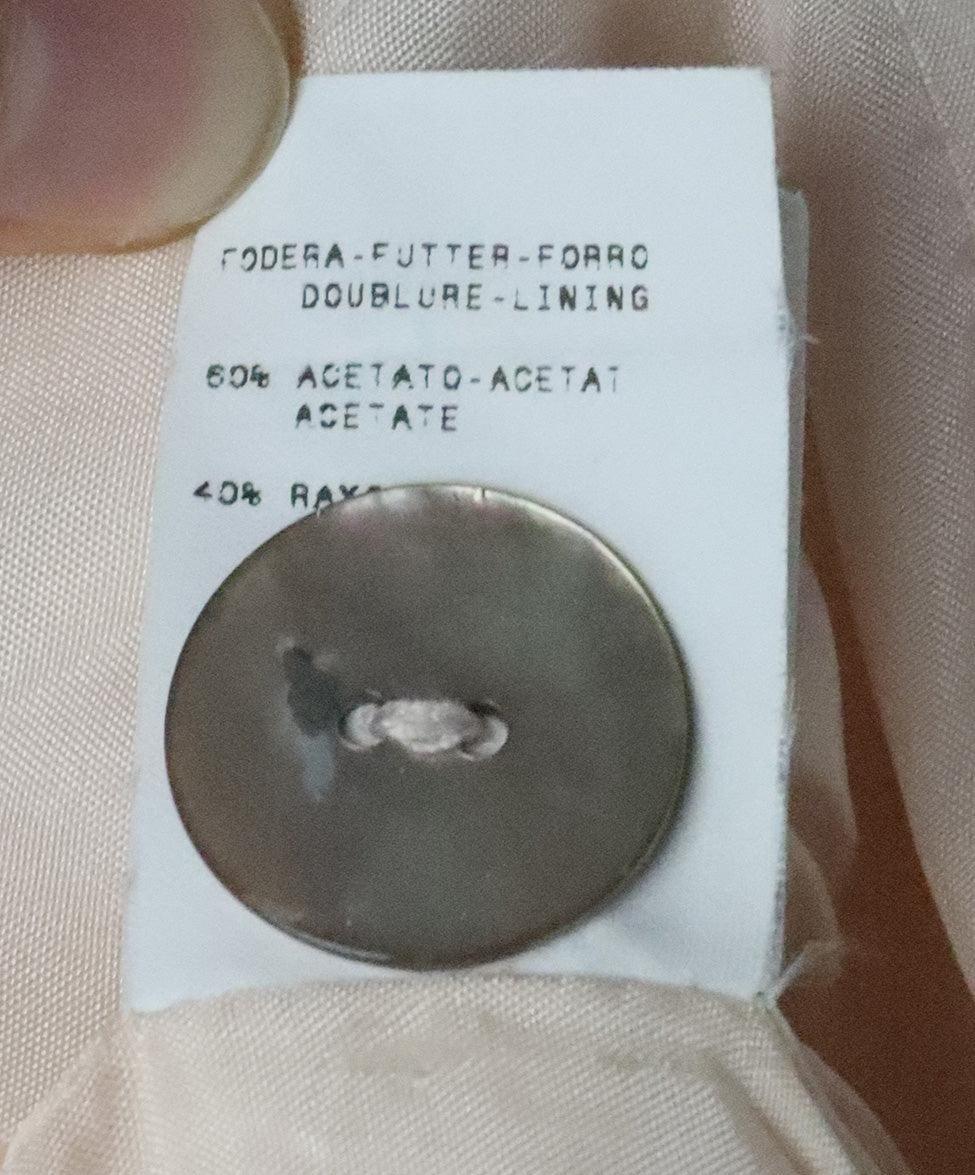 FODERA-FUTTER-FORRO
DOUBLURE-LINING
60% ACETATO-ACETAT
ACETATE
40%